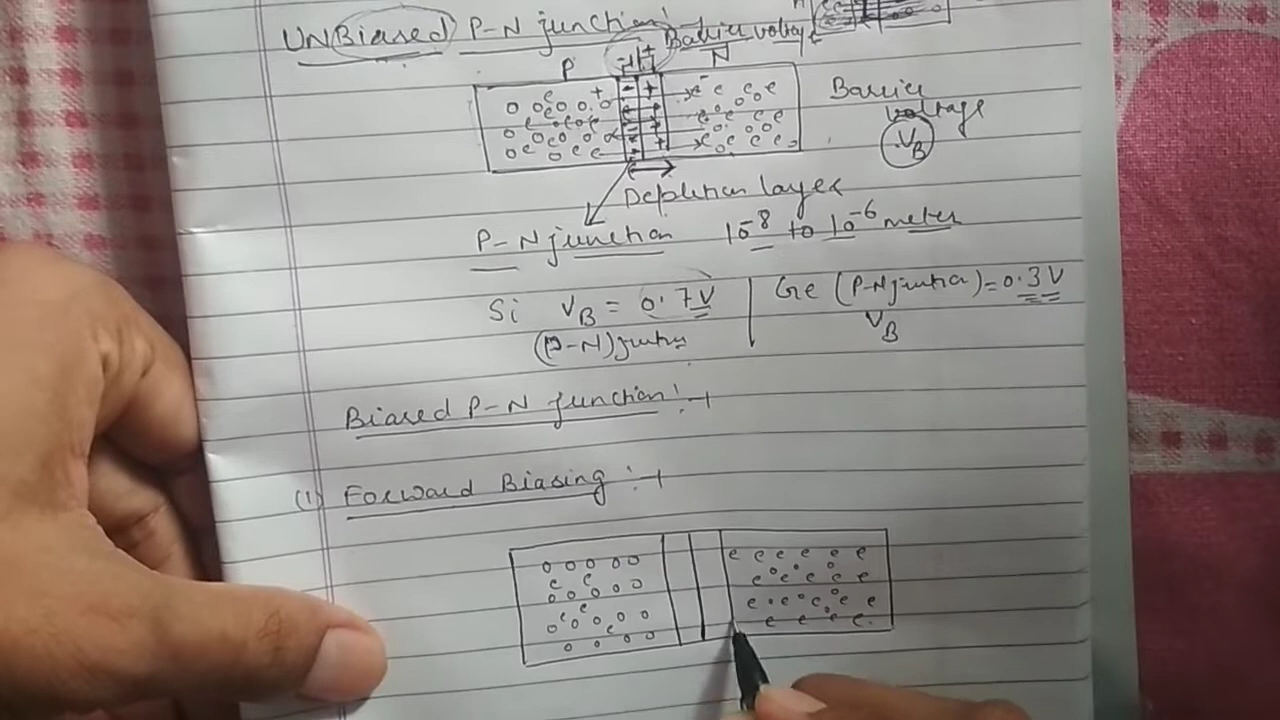 UNBiased P-N junction:
Barrier voltage
P - + N
Barrier voltage
VB
Depletion layer
P-N junction 10⁻⁸ to 10⁻⁶ meter
Si VB = 0.7V | Ge (P-N junction) = 0.3V
(P-N) junction VB
Biased P-N junction :-
(1) Forward Biasing :-